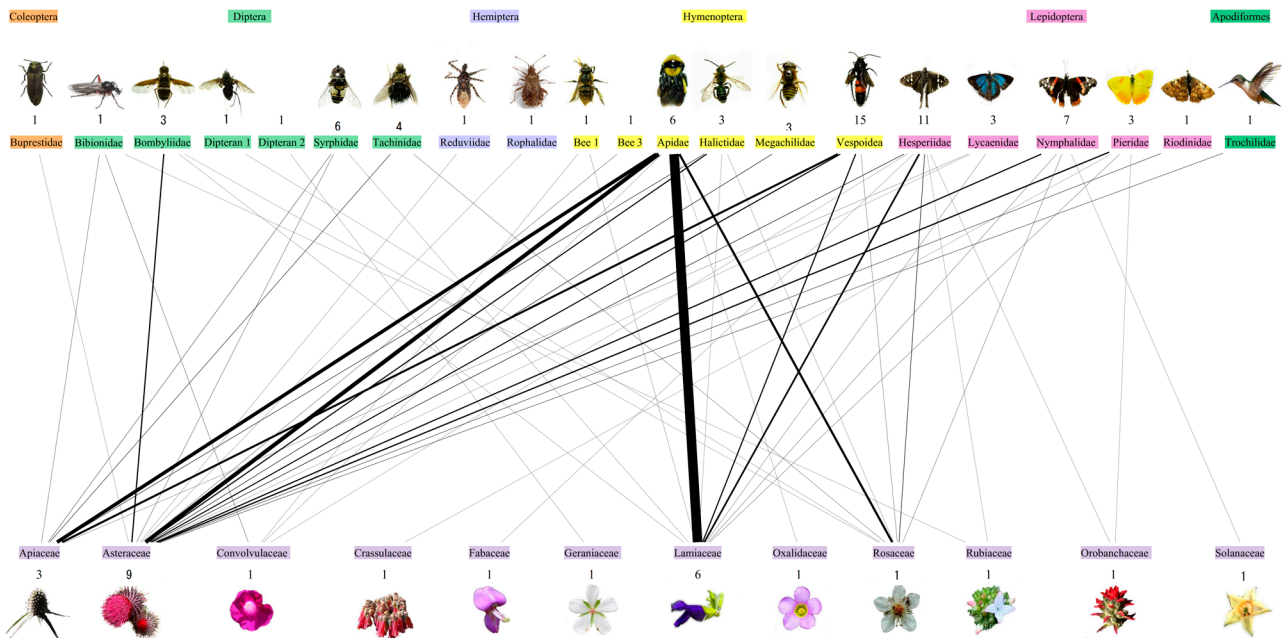 Coleoptera Diptera Hemiptera Hymenoptera Lepidoptera Apodiformes
1 1 3 1 1 6 4 1 1 1 1 6 3 3 15 11 3 7 3 1 1
Buprestidae Bibionidae Bombyliidae Dipteran 1 Dipteran 2 Syrphidae Tachinidae Reduviidae Rophalidae Bee 1 Bee 3 Apidae Halictidae Megachilidae Vespoidea Hesperiidae Lycaenidae Nymphalidae Pieridae Riodinidae Trochilidae
Apiaceae Asteraceae Convolvulaceae Crassulaceae Fabaceae Geraniaceae Lamiaceae Oxalidaceae Rosaceae Rubiaceae Orobanchaceae Solanaceae
3 9 1 1 1 1 6 1 1 1 1 1